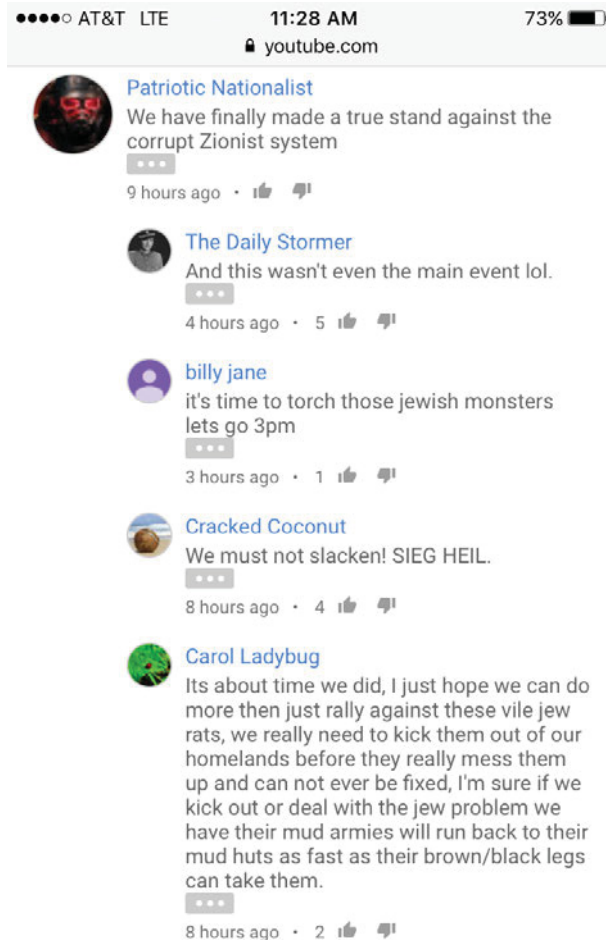 AT&T LTE 11:28 AM 73%
youtube.com
Patriotic Nationalist
We have finally made a true stand against the
corrupt Zionist system
9 hours ago •
The Daily Stormer
And this wasn't even the main event lol.
4 hours ago • 5
billy jane
it's time to torch those jewish monsters
lets go 3pm
3 hours ago • 1
Cracked Coconut
We must not slacken! SIEG HEIL.
8 hours ago • 4
Carol Ladybug
Its about time we did, I just hope we can do
more then just rally against these vile jew
rats, we really need to kick them out of our
homelands before they really mess them
up and can not ever be fixed, I'm sure if we
kick out or deal with the jew problem we
have their mud armies will run back to their
mud huts as fast as their brown/black legs
can take them.
8 hours ago • 2